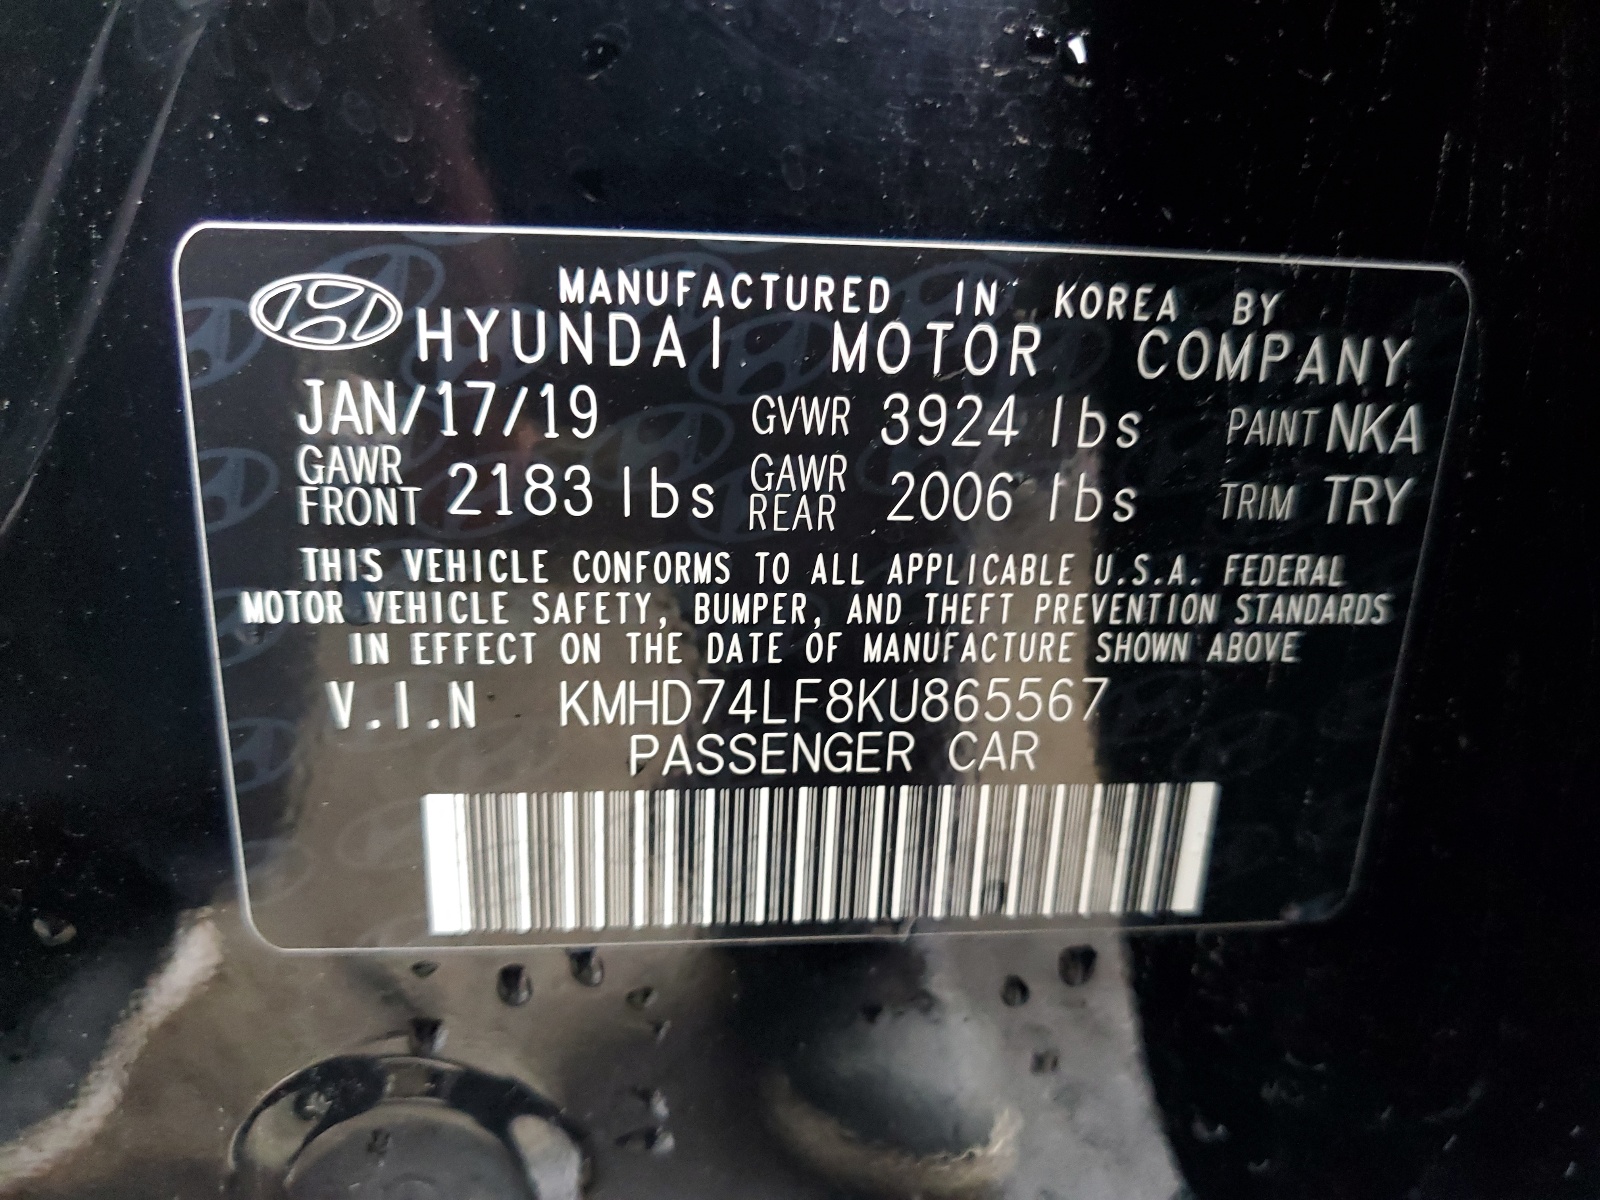 MANUFACTURED IN KOREA BY
HYUNDAI MOTOR COMPANY
JAN/17/19 GVWR 3924 lbs PAINT NKA
GAWR FRONT 2183 lbs GAWR REAR 2006 lbs TRIM TRY
THIS VEHICLE CONFORMS TO ALL APPLICABLE U.S.A. FEDERAL
MOTOR VEHICLE SAFETY, BUMPER, AND THEFT PREVENTION STANDARDS
IN EFFECT ON THE DATE OF MANUFACTURE SHOWN ABOVE
V.I.N KMHD74LF8KU865567
PASSENGER CAR